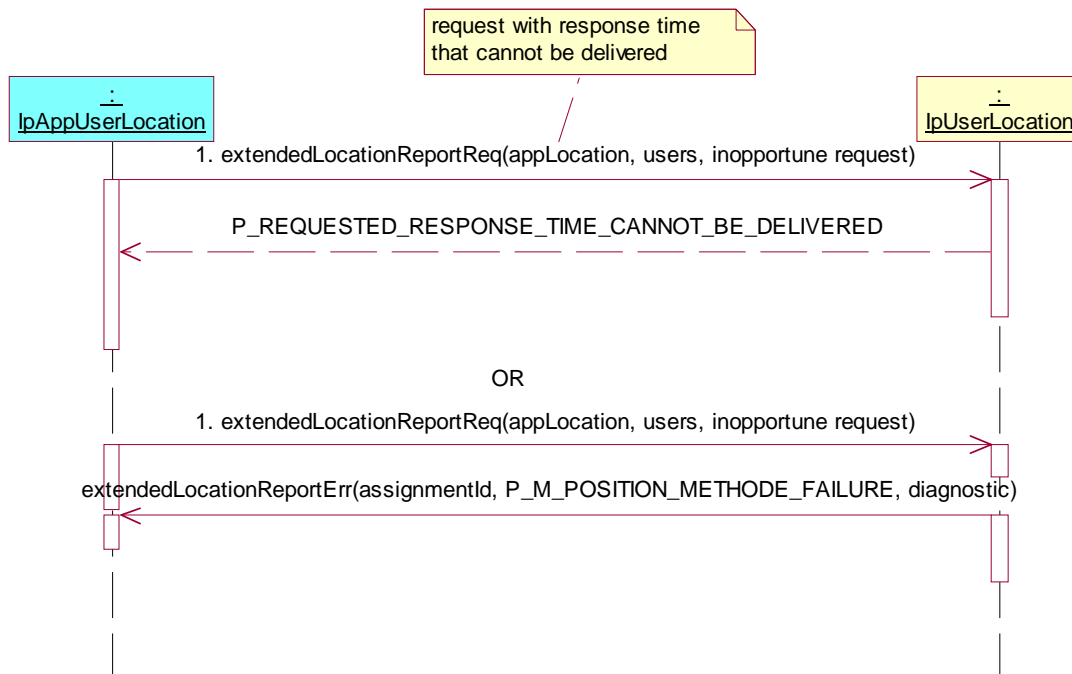 request with response time
that cannot be delivered
:
IpAppUserLocation
:
IpUserLocation
1. extendedLocationReportReq(appLocation, users, inopportune request)
P_REQUESTED_RESPONSE_TIME_CANNOT_BE_DELIVERED
OR
1. extendedLocationReportReq(appLocation, users, inopportune request)
extendedLocationReportErr(assignmentId, P_M_POSITION_METHODE_FAILURE, diagnostic)